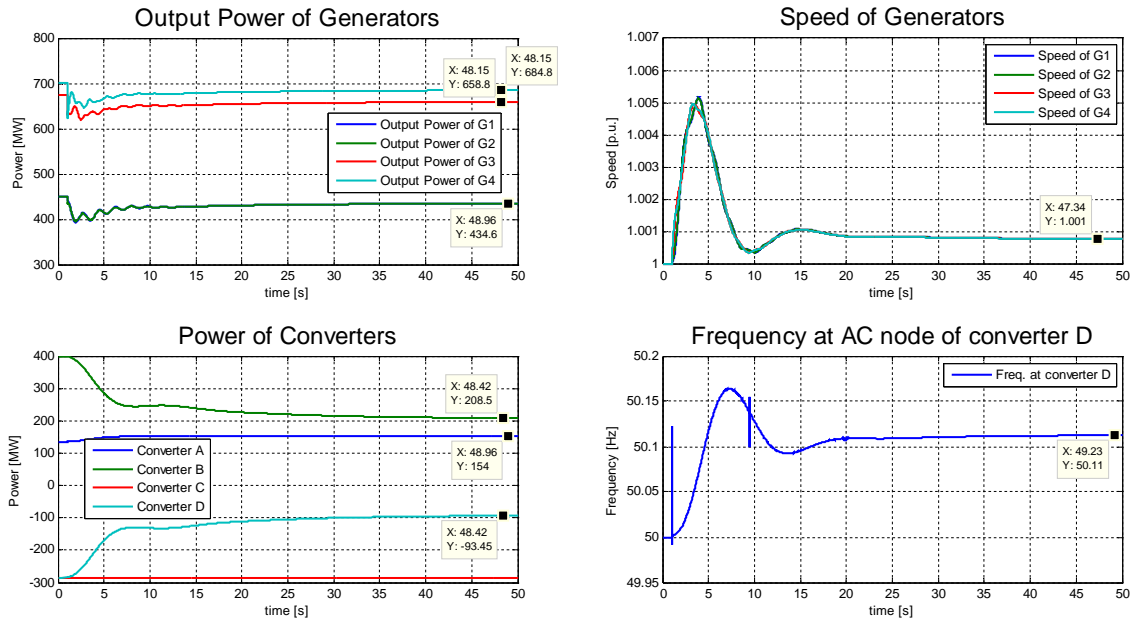 Output Power of Generators
Power [MW]
800
700
600
500
400
300
X: 48.15
Y: 658.8
X: 48.15
Y: 684.8
Output Power of G1
Output Power of G2
Output Power of G3
Output Power of G4
X: 48.96
Y: 434.6
0 5 10 15 20 25 30 35 40 45 50
time [s]
Speed of Generators
Speed [p.u.]
1.007
1.006
1.005
1.004
1.003
1.002
1.001
1
Speed of G1
Speed of G2
Speed of G3
Speed of G4
X: 47.34
Y: 1.001
0 5 10 15 20 25 30 35 40 45 50
time [s]
Power of Converters
Power [MW]
400
300
200
100
0
-100
-200
-300
X: 48.42
Y: 208.5
Converter A
Converter B
Converter C
Converter D
X: 48.96
Y: 154
X: 48.42
Y: -93.45
0 5 10 15 20 25 30 35 40 45 50
time [s]
Frequency at AC node of converter D
Frequency [Hz]
50.2
50.15
50.1
50.05
50
49.95
Freq. at converter D
X: 49.23
Y: 50.11
0 5 10 15 20 25 30 35 40 45 50
time [s]